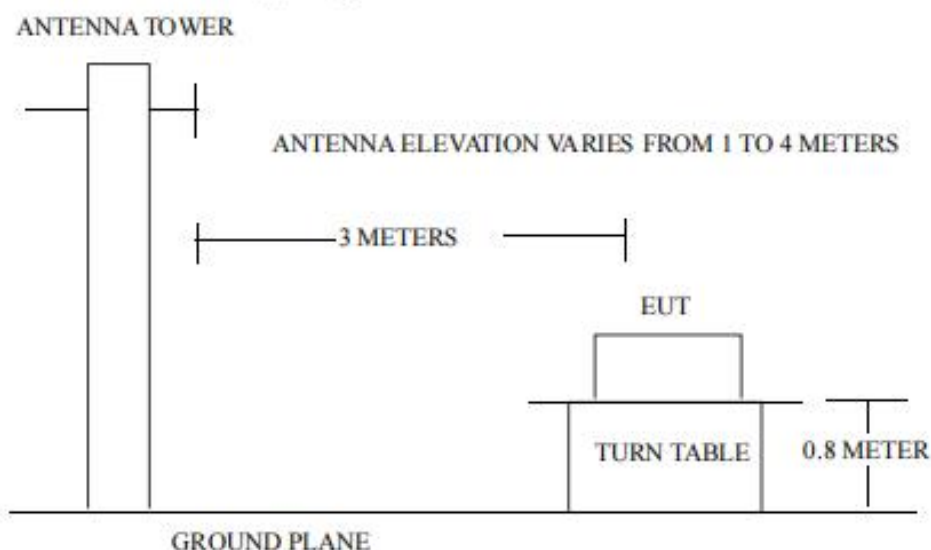 ANTENNA TOWER
ANTENNA ELEVATION VARIES FROM 1 TO 4 METERS
3 METERS
EUT
TURN TABLE
0.8 METER
GROUND PLANE